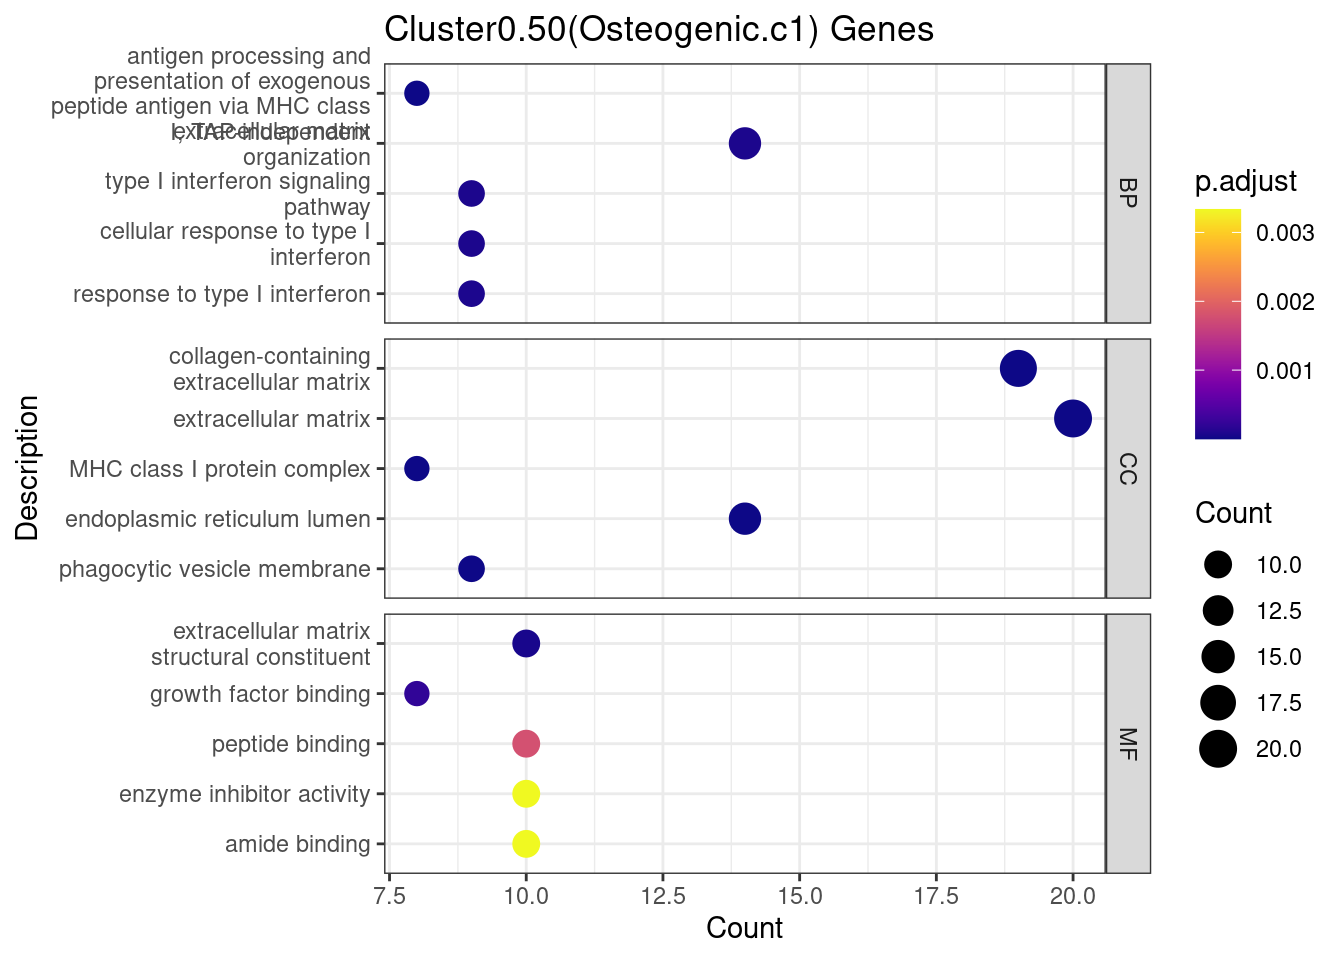 Cluster0.50(Osteogenic.c1) Genes
antigen processing and
presentation of exogenous
peptide antigen via MHC class
I, TAP-independent
extracellular matrix
organization
type I interferon signaling
pathway
cellular response to type I
interferon
response to type I interferon
BP
collagen-containing
extracellular matrix
extracellular matrix
MHC class I protein complex
endoplasmic reticulum lumen
phagocytic vesicle membrane
CC
extracellular matrix
structural constituent
growth factor binding
peptide binding
enzyme inhibitor activity
amide binding
MF
Description
7.5 10.0 12.5 15.0 17.5 20.0
Count
p.adjust
0.003
0.002
0.001
Count
10.0
12.5
15.0
17.5
20.0